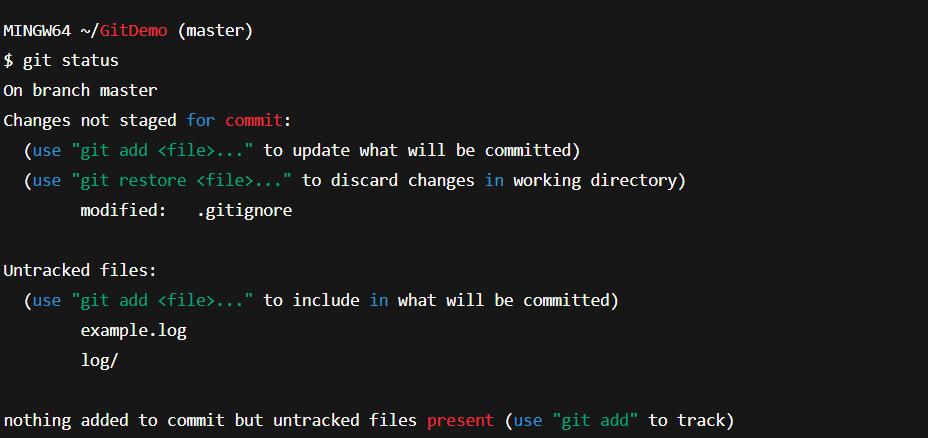 MINGW64 ~/GitDemo (master)
$ git status
On branch master
Changes not staged for commit:
  (use "git add <file>..." to update what will be committed)
  (use "git restore <file>..." to discard changes in working directory)
        modified:   .gitignore

Untracked files:
  (use "git add <file>..." to include in what will be committed)
        example.log
        log/

nothing added to commit but untracked files present (use "git add" to track)